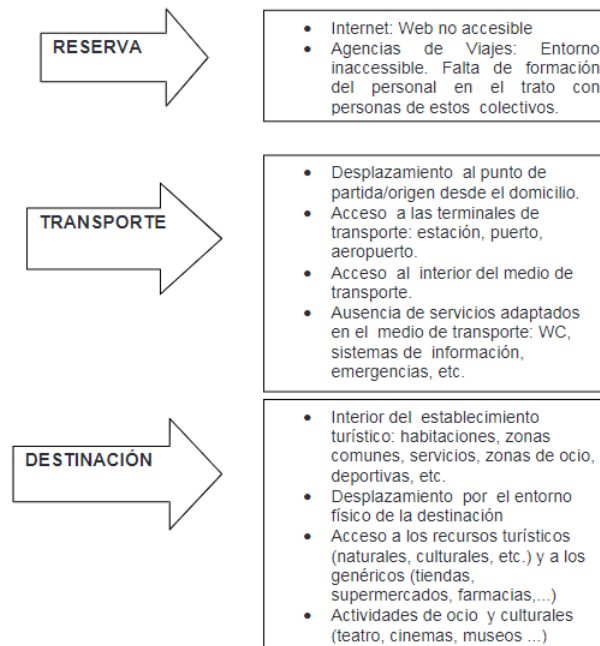 RESERVA
• Internet: Web no accesible
• Agencias de Viajes: Entorno
inaccessible. Falta de formación
del personal en el trato con
personas de estos colectivos.
TRANSPORTE
• Desplazamiento al punto de
partida/origen desde el domicilio.
• Acceso a las terminales de
transporte: estación, puerto,
aeropuerto.
• Acceso al interior del medio de
transporte.
• Ausencia de servicios adaptados
en el medio de transporte: WC,
sistemas de información,
emergencias, etc.
DESTINACIÓN
• Interior del establecimiento
turístico: habitaciones, zonas
comunes, servicios, zonas de ocio,
deportivas, etc.
• Desplazamiento por el entorno
físico de la destinación
• Acceso a los recursos turísticos
(naturales, culturales, etc.) y a los
genéricos (tiendas,
supermercados, farmacias,...)
• Actividades de ocio y culturales
(teatro, cinemas, museos ...)